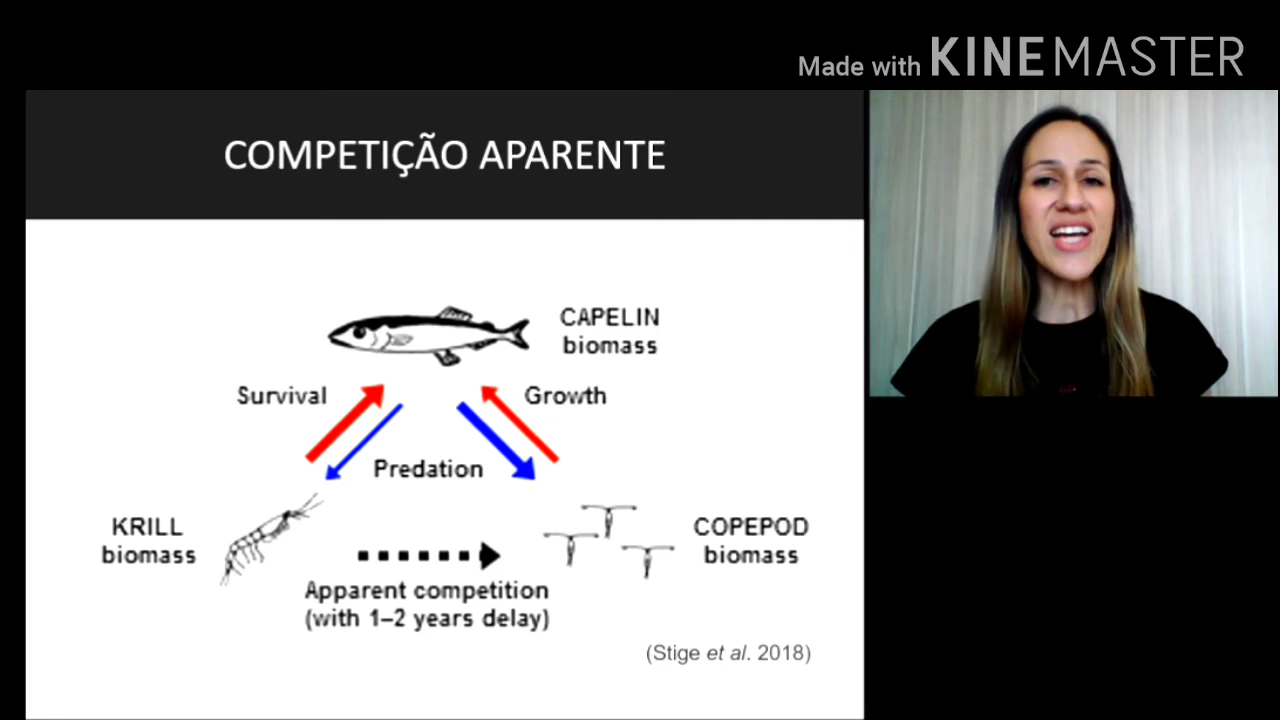 Made with KINEMASTER
COMPETIÇÃO APARENTE
CAPELIN
biomass
Survival
Growth
Predation
KRILL
biomass
COPEPOD
biomass
Apparent competition
(with 1–2 years delay)
(Stige et al. 2018)